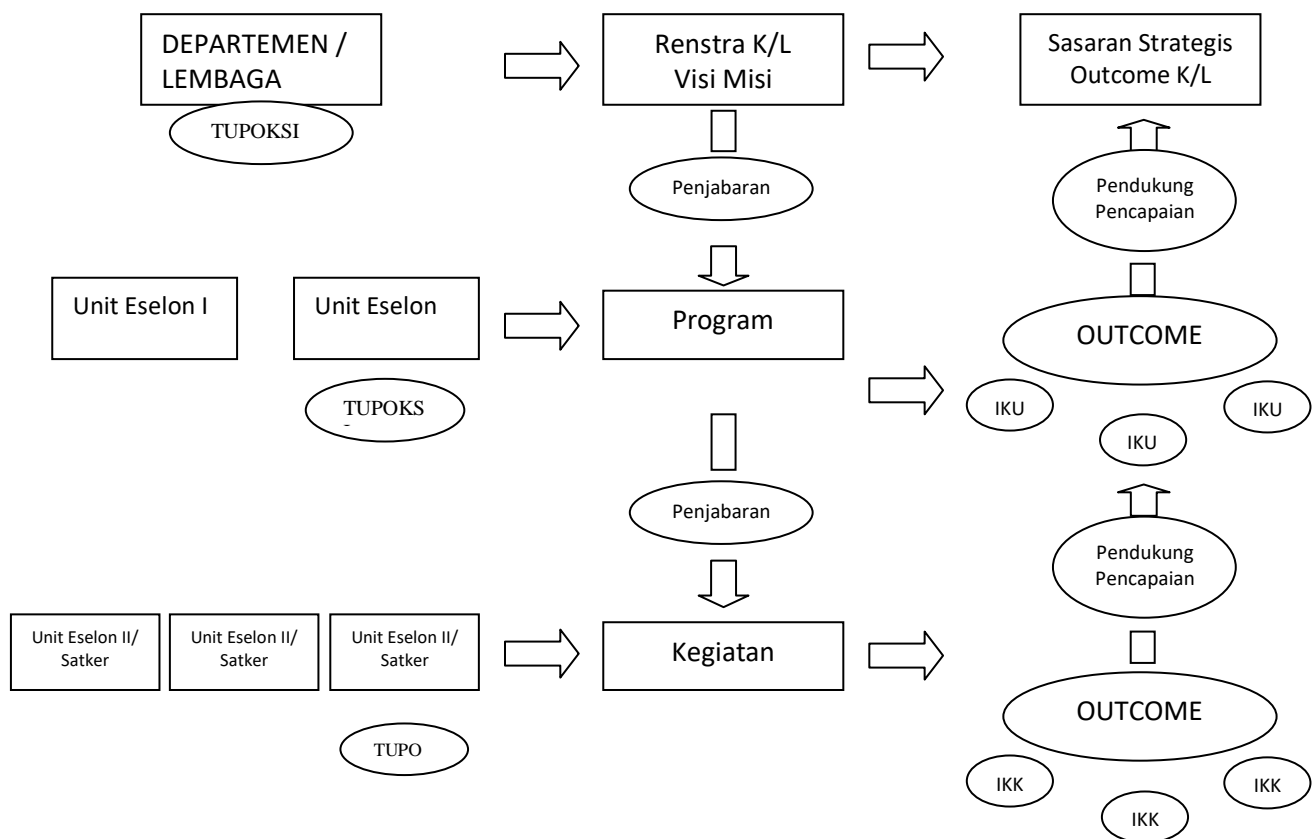 DEPARTEMEN /
LEMBAGA
TUPOKSI
Renstra K/L
Visi Misi
Sasaran Strategis
Outcome K/L
Penjabaran
Pendukung
Pencapaian
Unit Eselon I
Unit Eselon
TUPOKS
Program
OUTCOME
IKU
IKU
IKU
Penjabaran
Pendukung
Pencapaian
Unit Eselon II/
Satker
Unit Eselon II/
Satker
Unit Eselon II/
Satker
TUPO
Kegiatan
OUTCOME
IKK
IKK
IKK